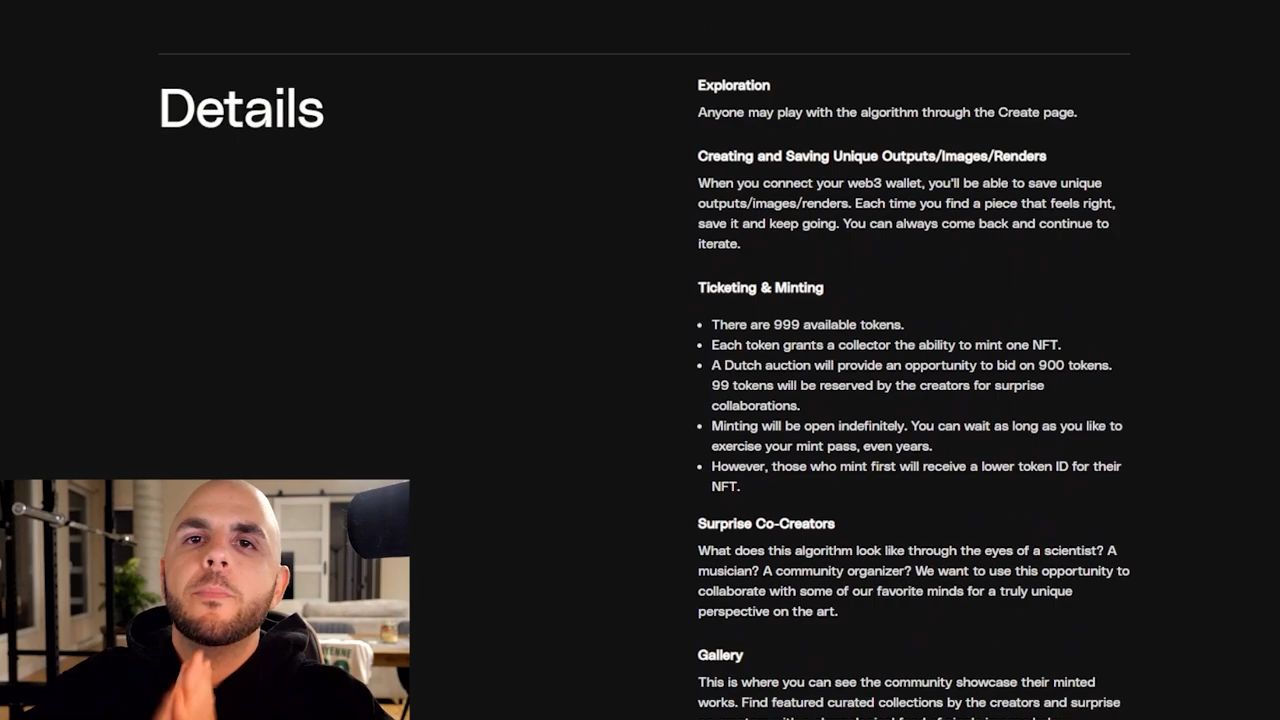 Details
Exploration
Anyone may play with the algorithm through the Create page.
Creating and Saving Unique Outputs/Images/Renders
When you connect your web3 wallet, you'll be able to save unique
outputs/images/renders. Each time you find a piece that feels right,
save it and keep going. You can always come back and continue to
iterate.
Ticketing & Minting
• There are 999 available tokens.
• Each token grants a collector the ability to mint one NFT.
• A Dutch auction will provide an opportunity to bid on 900 tokens.
99 tokens will be reserved by the creators for surprise
collaborations.
• Minting will be open indefinitely. You can wait as long as you like to
exercise your mint pass, even years.
• However, those who mint first will receive a lower token ID for their
NFT.
Surprise Co-Creators
What does this algorithm look like through the eyes of a scientist? A
musician? A community organizer? We want to use this opportunity to
collaborate with some of our favorite minds for a truly unique
perspective on the art.
Gallery
This is where you can see the community showcase their minted
works. Find featured curated collections by the creators and surprise